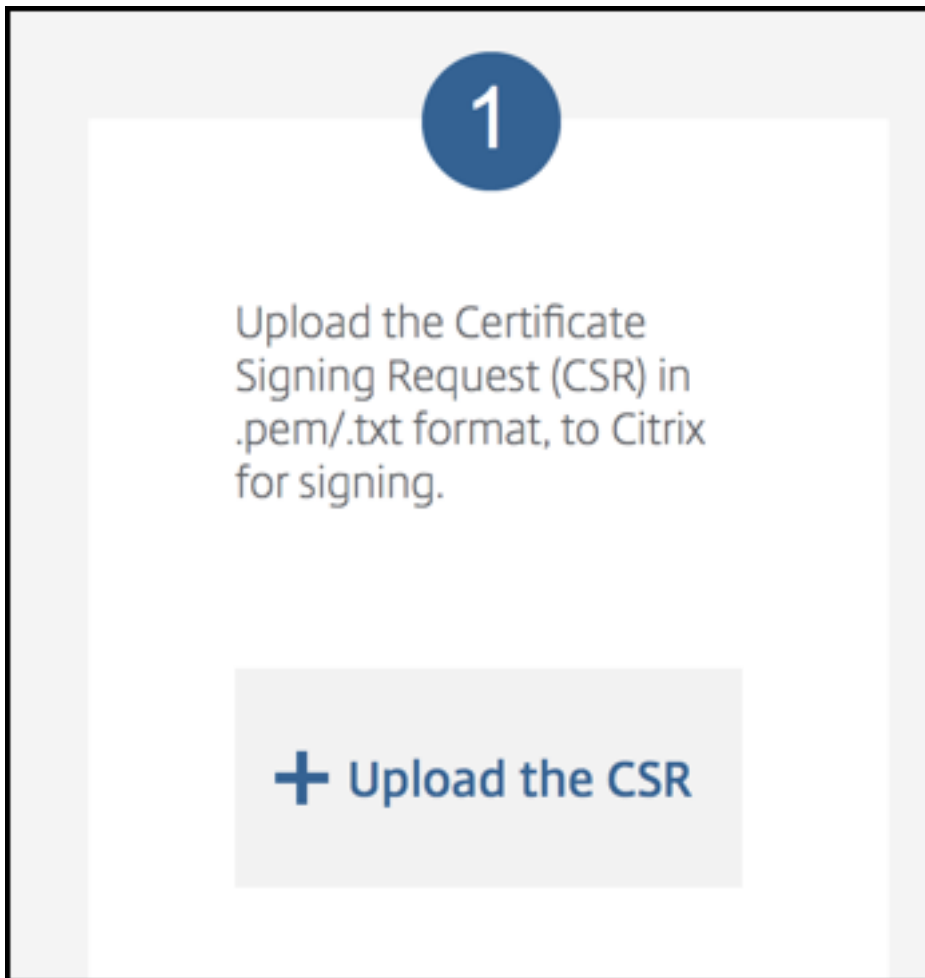 1
Upload the Certificate
Signing Request (CSR) in
.pem/.txt format, to Citrix
for signing.
+ Upload the CSR